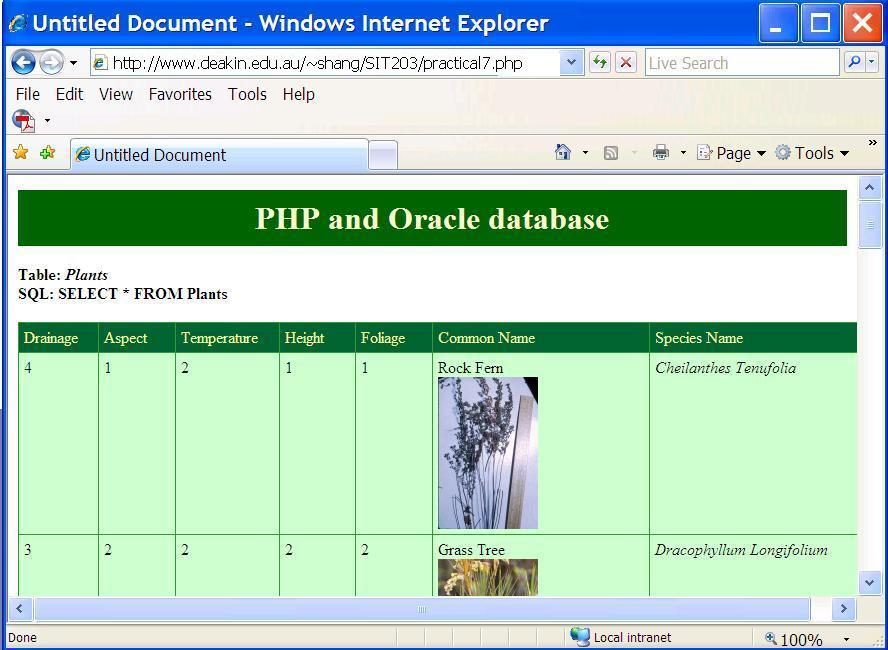 Untitled Document - Windows Internet Explorer
http://www.deakin.edu.au/~shang/SIT203/practical7.php
Live Search
File Edit View Favorites Tools Help
Untitled Document
Page Tools »
PHP and Oracle database
Table: Plants
SQL: SELECT * FROM Plants
Drainage Aspect Temperature Height Foliage Common Name Species Name
4 1 2 1 1 Rock Fern Cheilanthes Tenufolia
3 2 2 2 2 Grass Tree Dracophyllum Longifolium
Done Local intranet 100%